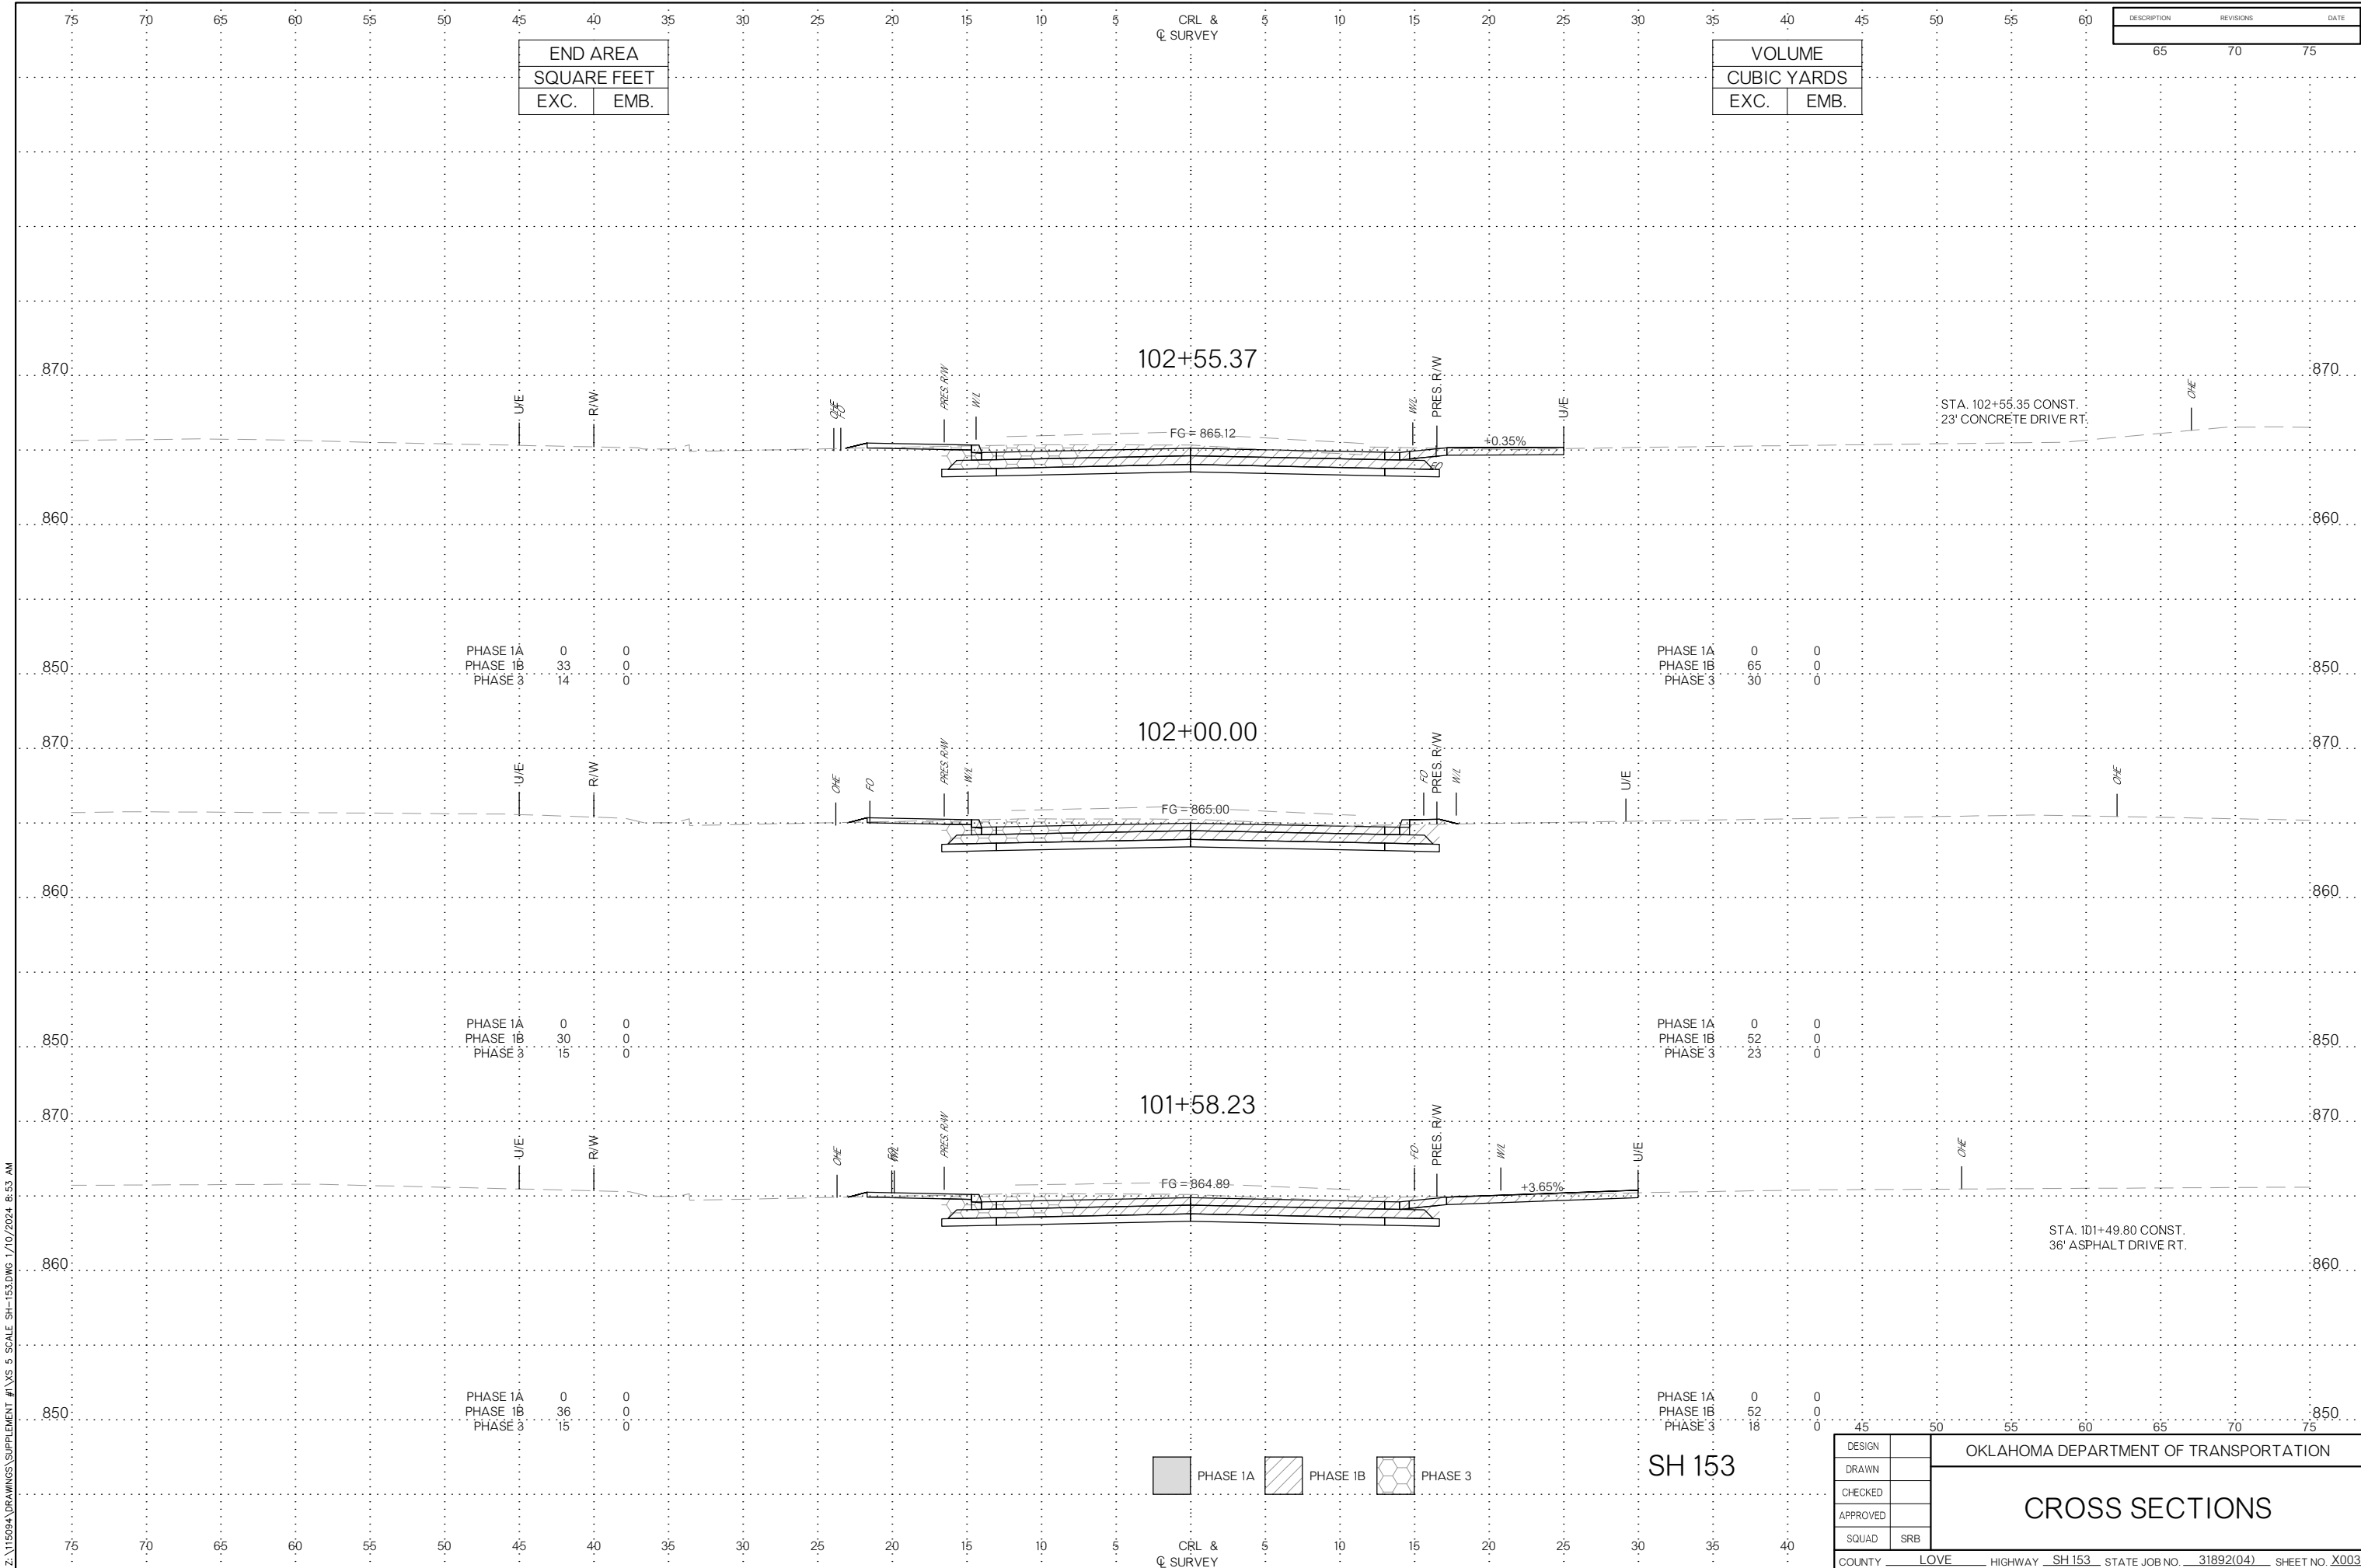 75 70 65 60 55 50 45 40 35 30 25 20 15 10 5 CRL & 5 10 15 20 25 30 35 40 45 50 55 60
℄ SURVEY
DESCRIPTION REVISIONS DATE
65 70 75
END AREA
SQUARE FEET
EXC. EMB.
VOLUME
CUBIC YARDS
EXC. EMB.
102+55.37
870 870
U/E R/W OHE FO PRES. R/W W/L W/L PRES. R/W U/E OHE
STA. 102+55.35 CONST.
23' CONCRETE DRIVE RT.
FG = 865.12
+0.35%
FO
860 860
PHASE 1A 0 0 PHASE 1A 0 0
850 PHASE 1B 33 0 PHASE 1B 65 0 850
PHASE 3 14 0 PHASE 3 30 0
102+00.00
870 870
U/E R/W OHE FO PRES. R/W W/L FO PRES. R/W W/L U/E OHE
FG = 865.00
860 860
PHASE 1A 0 0 PHASE 1A 0 0
850 PHASE 1B 30 0 PHASE 1B 52 0 850
PHASE 3 15 0 PHASE 3 23 0
101+58.23
870 870
U/E R/W OHE FO W/L PRES. R/W FO PRES. R/W W/L U/E OHE
FG = 864.89
+3.65%
STA. 101+49.80 CONST.
36' ASPHALT DRIVE RT.
860 860
PHASE 1A 0 0 PHASE 1A 0 0
850 PHASE 1B 36 0 PHASE 1B 52 0 850
PHASE 3 15 0 PHASE 3 18 0
45 50 55 60 65 70 75
PHASE 1A PHASE 1B PHASE 3
SH 153
DESIGN
DRAWN
CHECKED
APPROVED
SQUAD SRB
OKLAHOMA DEPARTMENT OF TRANSPORTATION
CROSS SECTIONS
COUNTY LOVE HIGHWAY SH 153 STATE JOB NO. 31892(04) SHEET NO. X003
75 70 65 60 55 50 45 40 35 30 25 20 15 10 5 CRL & 5 10 15 20 25 30 35 40
℄ SURVEY
Z:\115094\DRAWINGS\SUPPLEMENT #1\XS 5 SCALE SH-153.DWG 1/10/2024 8:53 AM